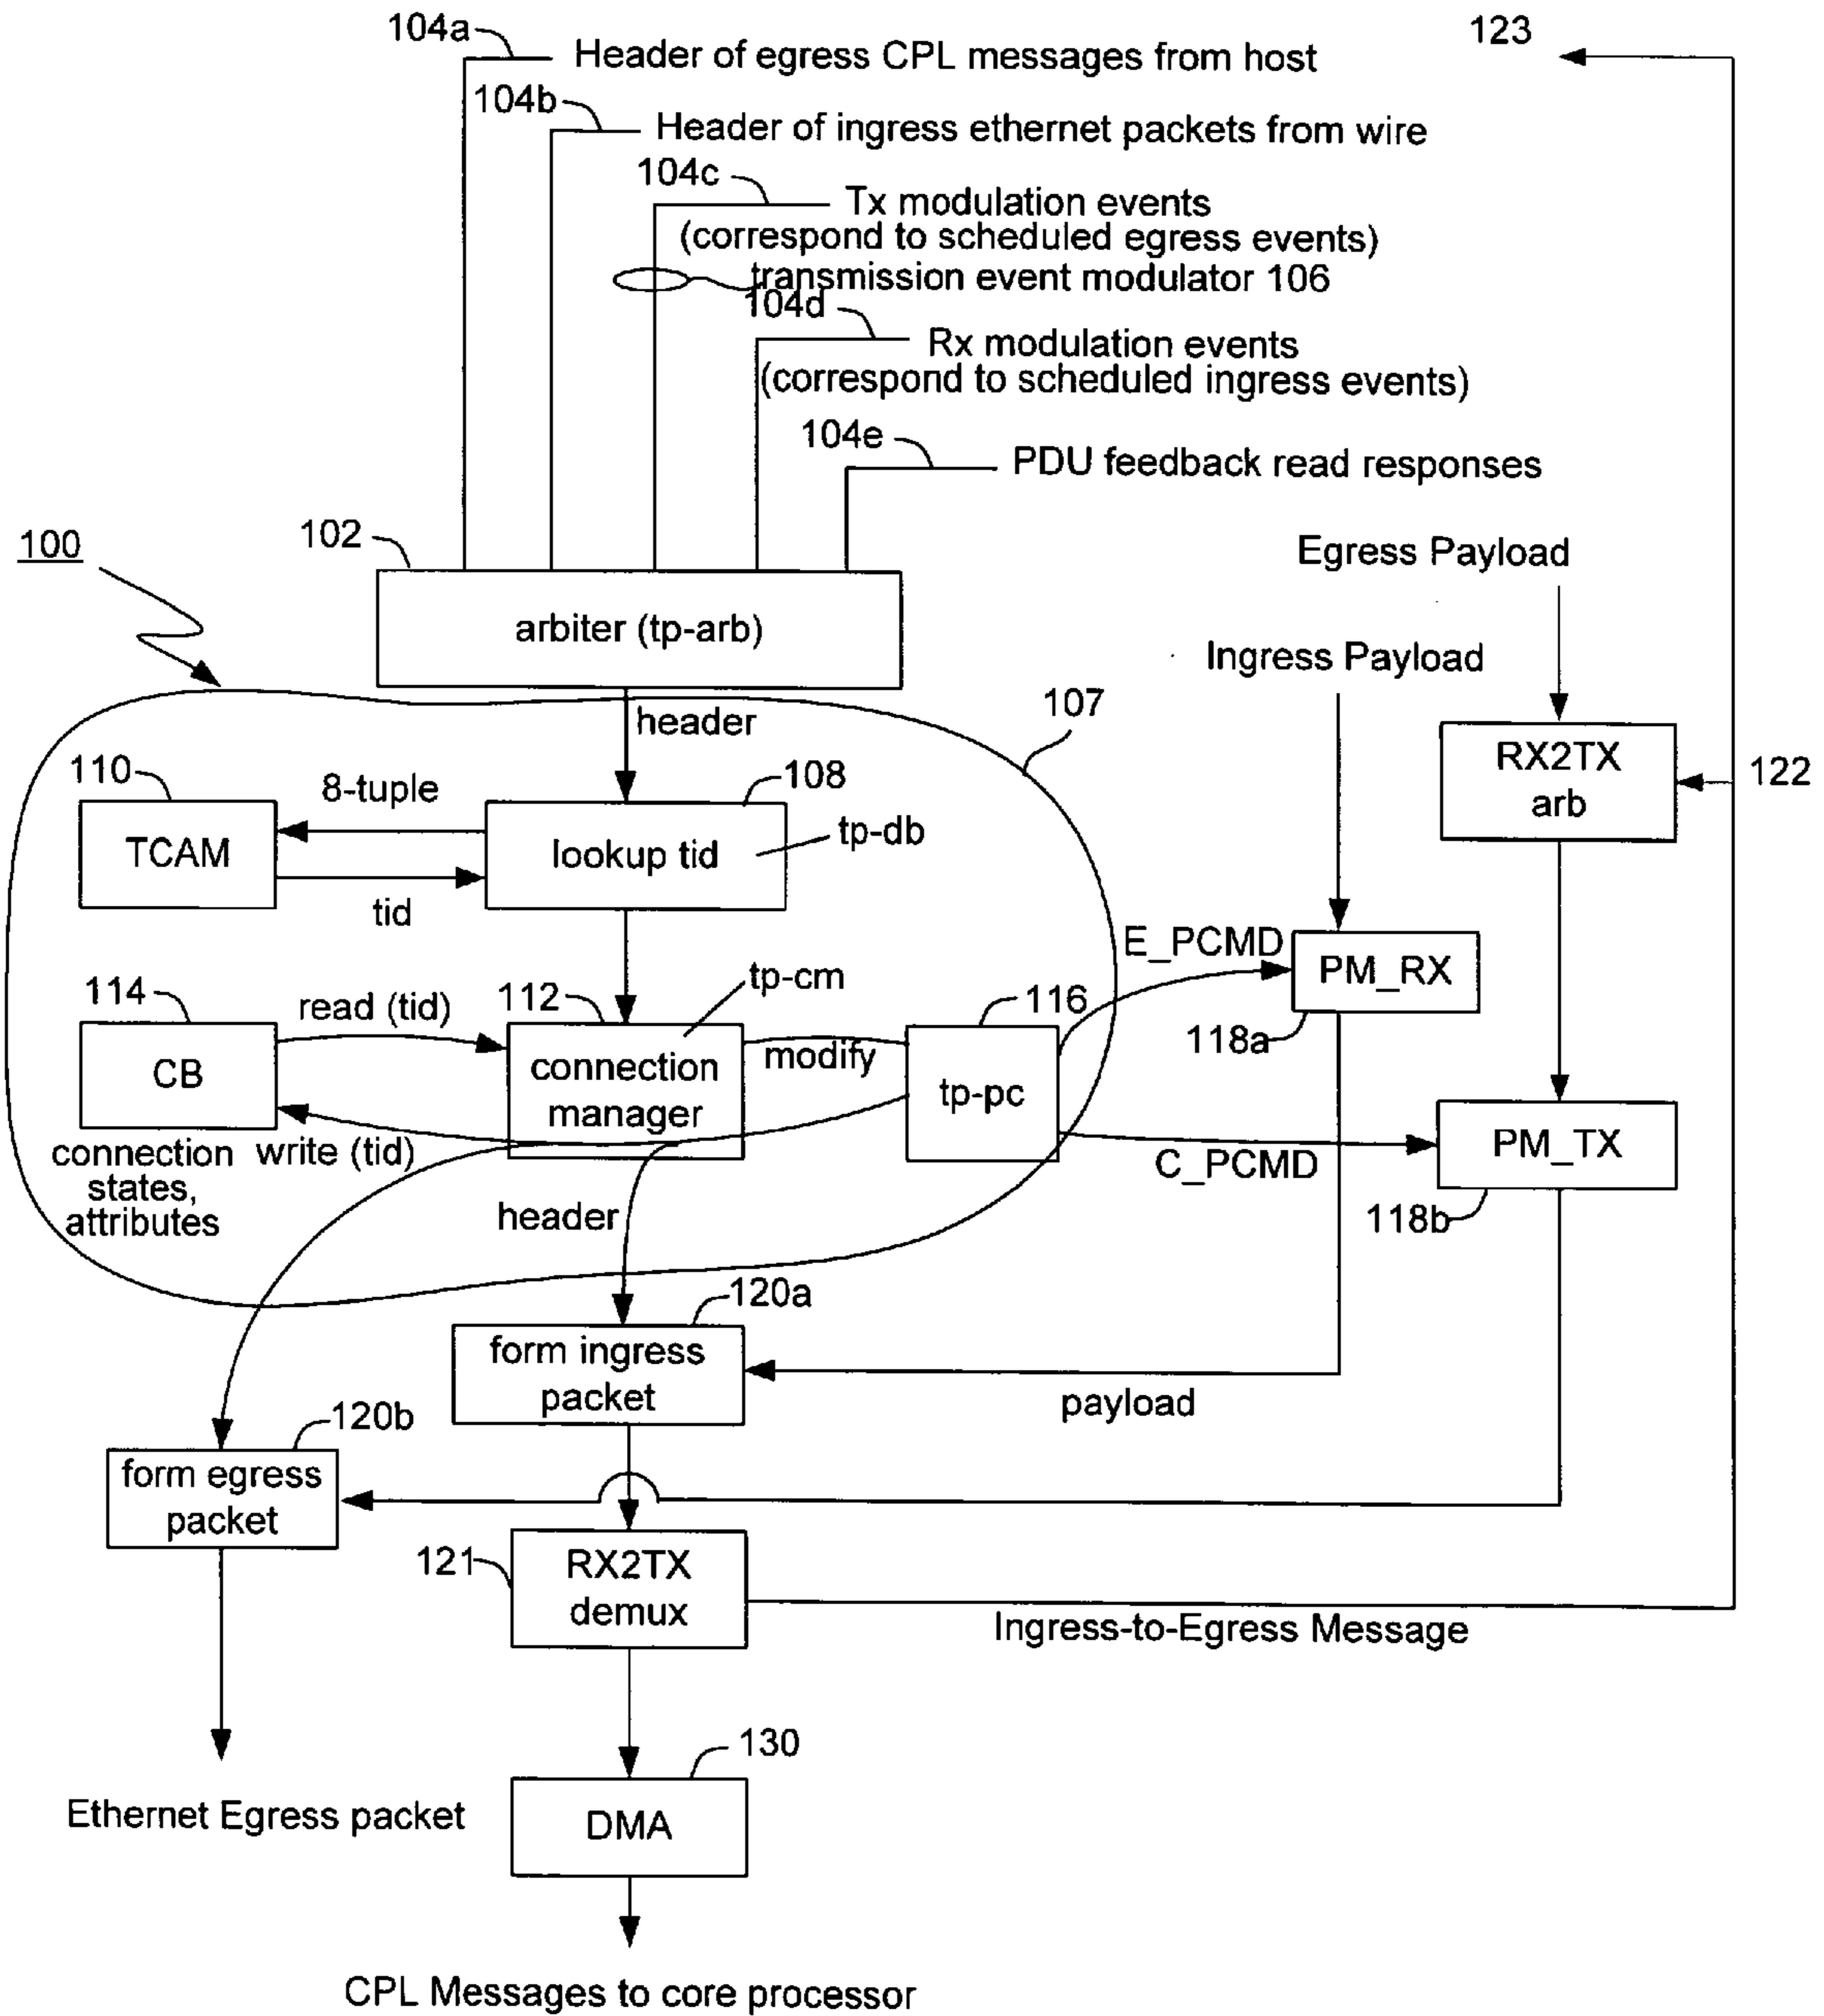 104a
Header of egress CPL messages from host
123
104b
Header of ingress ethernet packets from wire
104c
Tx modulation events
(correspond to scheduled egress events)
transmission event modulator 106
104d
Rx modulation events
(correspond to scheduled ingress events)
104e
PDU feedback read responses
102
100
Egress Payload
arbiter (tp-arb)
Ingress Payload
header
107
110
8-tuple
108
RX2TX
arb
122
TCAM
lookup tid
tp-db
tid
E_PCMD
PM_RX
114
read (tid)
112
tp-cm
116
118a
CB
connection
manager
modify
tp-pc
PM_TX
connection
states,
attributes
write (tid)
C_PCMD
118b
header
120a
form ingress
packet
payload
120b
form egress
packet
121
RX2TX
demux
Ingress-to-Egress Message
130
Ethernet Egress packet
DMA
CPL Messages to core processor